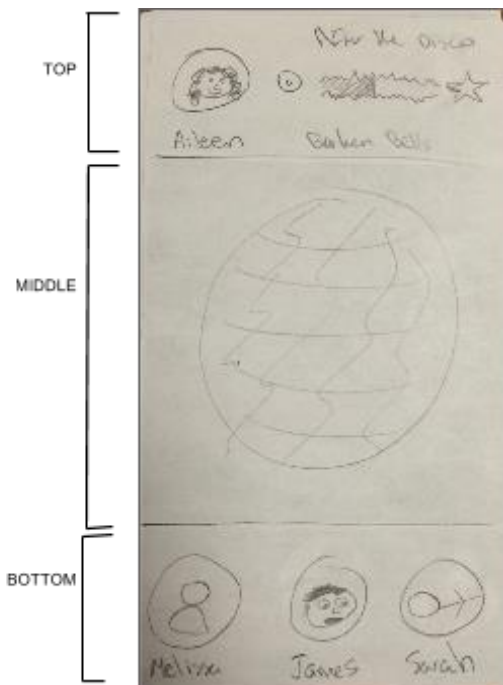 TOP
After the Disco
Aileen
Broken Bells
MIDDLE
BOTTOM
Melissa
James
Sarah